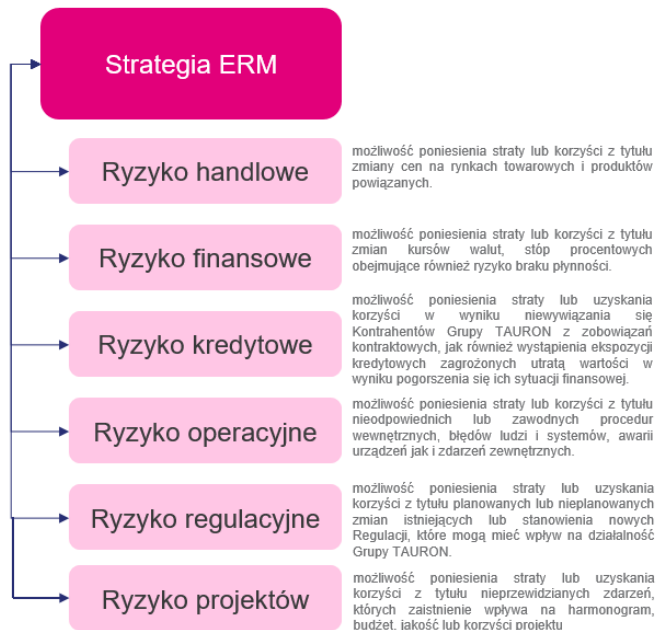 Strategia ERM
Ryzyko handlowe
możliwość poniesienia straty lub korzyści z tytułu
zmiany cen na rynkach towarowych i produktów
powiązanych.
Ryzyko finansowe
możliwość poniesienia straty lub korzyści z tytułu
zmian kursów walut, stóp procentowych
obejmujące również ryzyko braku płynności.
Ryzyko kredytowe
możliwość poniesienia straty lub uzyskania
korzyści w wyniku niewywiązania się
Kontrahentów Grupy TAURON z zobowiązań
kontraktowych, jak również wystąpienia ekspozycji
kredytowych zagrożonych utratą wartości w
wyniku pogorszenia się ich sytuacji finansowej.
Ryzyko operacyjne
możliwość poniesienia straty lub korzyści z tytułu
nieodpowiednich lub zawodnych procedur
wewnętrznych, błędów ludzi i systemów, awarii
urządzeń jak i zdarzeń zewnętrznych.
Ryzyko regulacyjne
możliwość poniesienia straty lub uzyskania
korzyści z tytułu planowanych lub nieplanowanych
zmian istniejących lub stanowienia nowych
Regulacji, które mogą mieć wpływ na działalność
Grupy TAURON.
Ryzyko projektów
możliwość poniesienia straty lub uzyskania
korzyści z tytułu nieprzewidzianych zdarzeń,
których zaistnienie wpływa na harmonogram,
budżet, jakość lub korzyści projektu